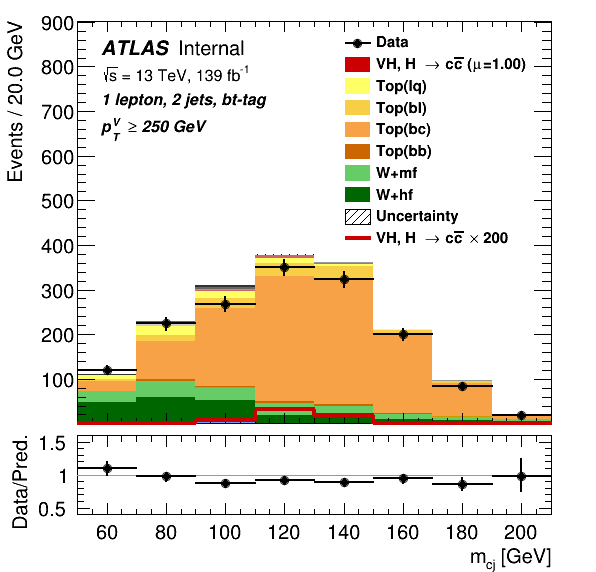 Events / 20.0 GeV
900
800
700
600
500
400
300
200
100
ATLAS Internal
√s = 13 TeV, 139 fb⁻¹
1 lepton, 2 jets, bt-tag
p_T^V ≥ 250 GeV
Data
VH, H → cc̅ (μ=1.00)
Top(lq)
Top(bl)
Top(bc)
Top(bb)
W+mf
W+hf
Uncertainty
VH, H → cc̅ × 200
Data/Pred.
1.5
1
0.5
60 80 100 120 140 160 180 200
m_cj [GeV]